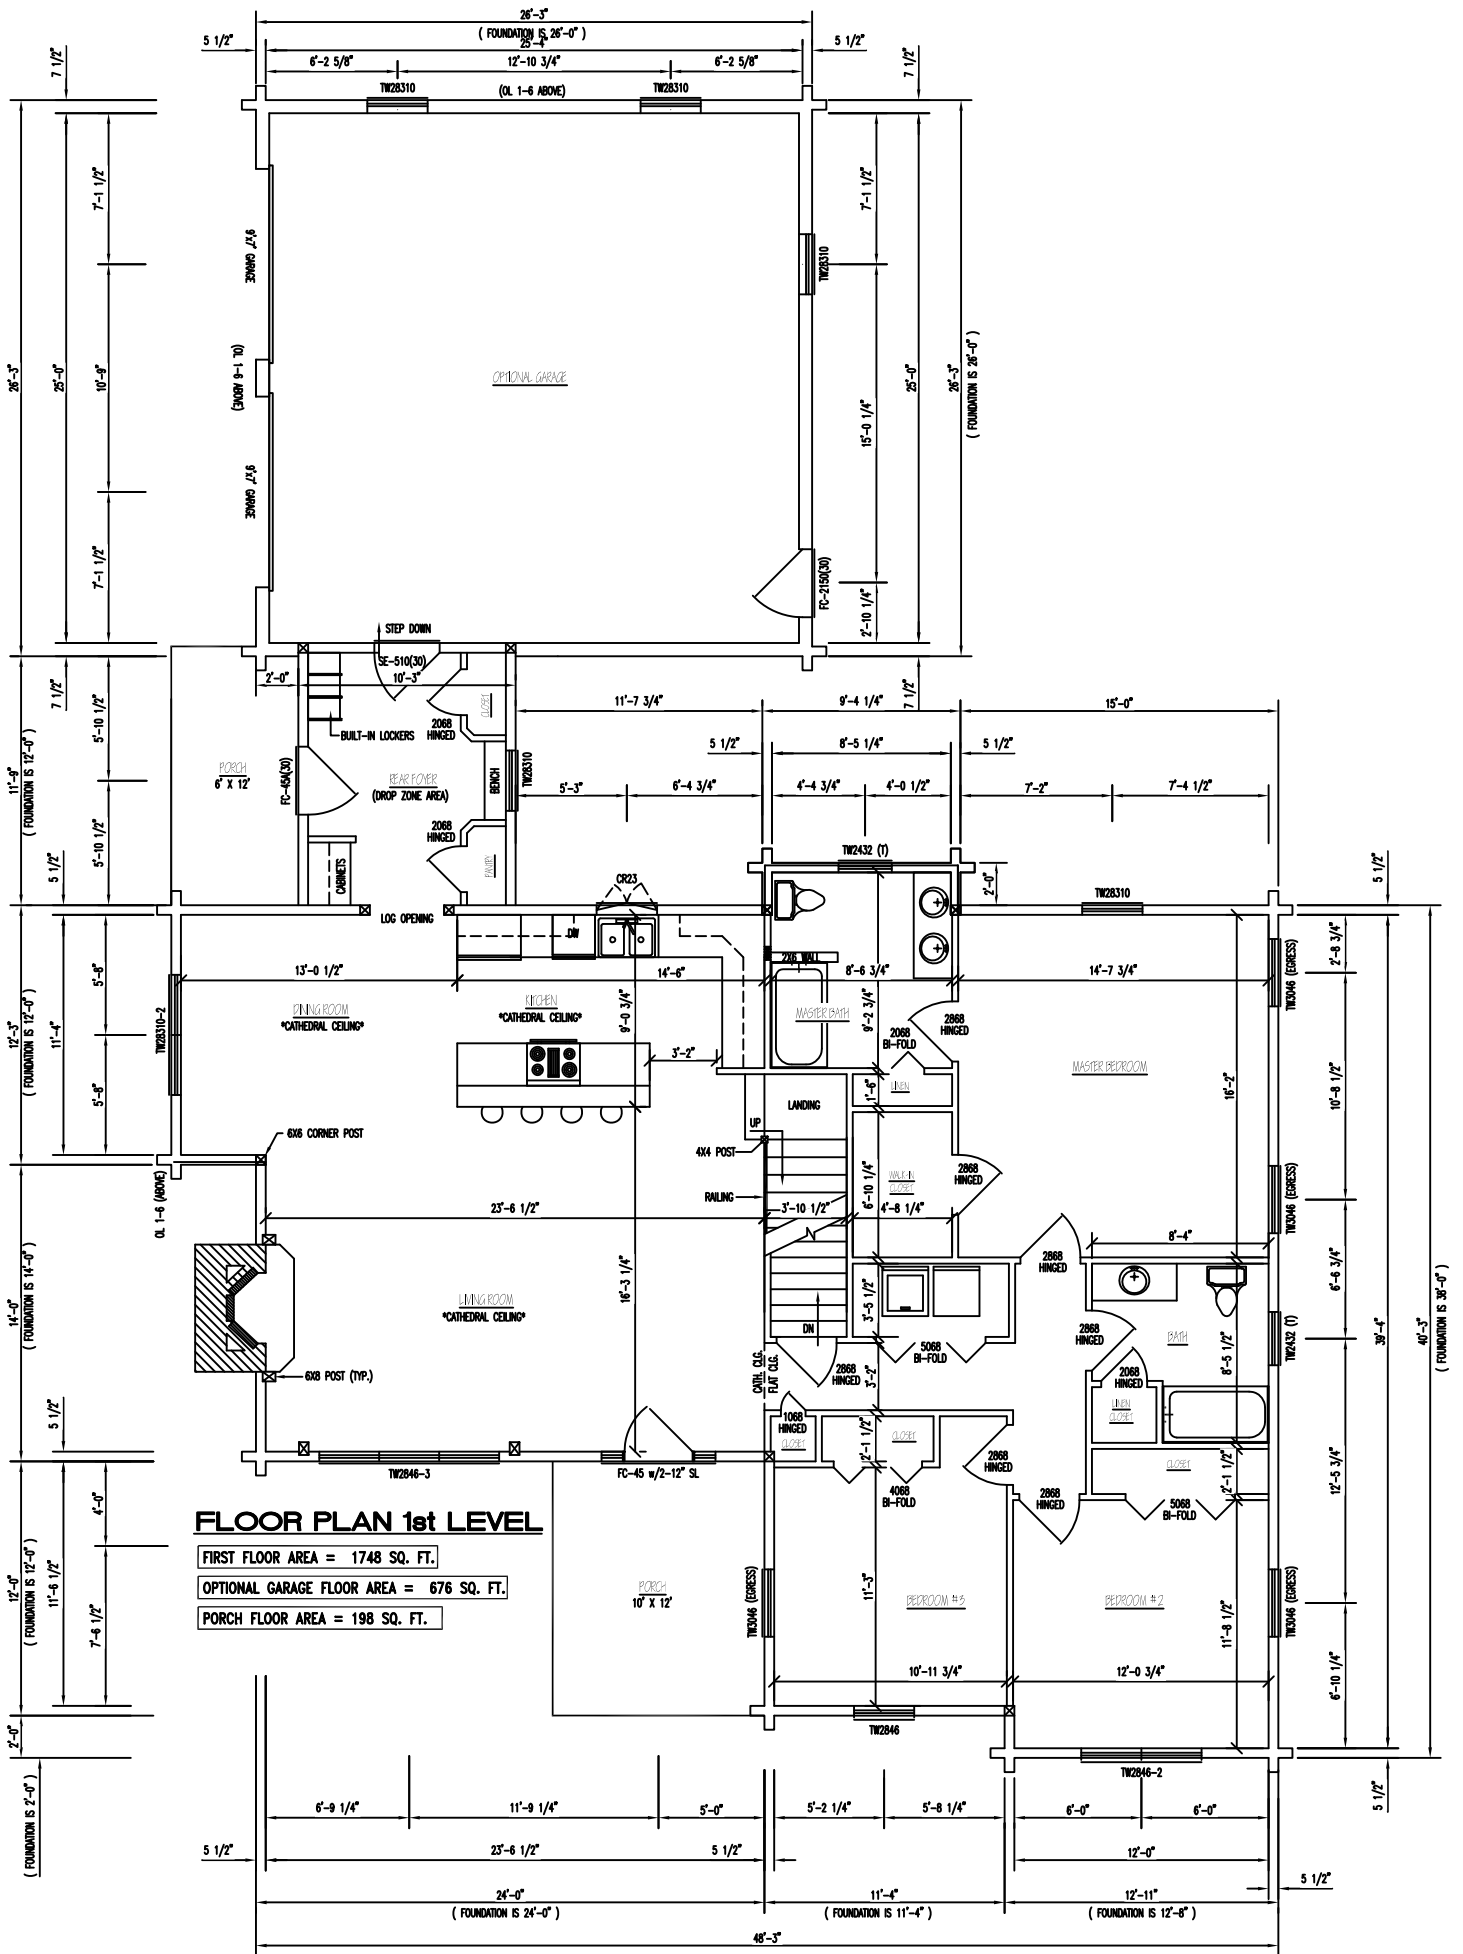 26'-3"
( FOUNDATION IS 26'-0" )
5 1/2"
25'-4"
5 1/2"
6'-2 5/8"
12'-10 3/4"
6'-2 5/8"
7 1/2"
7 1/2"
TW28310
(OL 1-6 ABOVE)
TW28310
7'-1 1/2"
7'-1 1/2"
9'x7' GARAGE
TW28310
26'-3"
25'-0"
10'-9"
(OL 1-6 ABOVE)
OPTIONAL GARAGE
15'-0 1/4"
25'-0"
26'-3"
( FOUNDATION IS 26'-0" )
9'x7' GARAGE
7'-1 1/2"
FC-2150(30)
2'-10 1/4"
STEP DOWN
SE-510(30)
2'-0"
10'-3"
7 1/2"
7 1/2"
5'-10 1/2"
CLOSET
2068
HINGED
BUILT-IN LOCKERS
11'-7 3/4"
9'-4 1/4"
15'-0"
5 1/2"
8'-5 1/4"
5 1/2"
11'-9"
( FOUNDATION IS 12'-0" )
PORCH
6' X 12'
FC-45A(30)
REAR FOYER
(DROP ZONE AREA)
BENCH
TW28310
5'-3"
6'-4 3/4"
4'-4 3/4"
4'-0 1/2"
7'-2"
7'-4 1/2"
5'-10 1/2"
2068
HINGED
PANTRY
CABINETS
TW2432 (T)
2'-0"
5 1/2"
5 1/2"
CR23
TW28310
LOG OPENING
DW
2X6 WALL
13'-0 1/2"
14'-6"
8'-6 3/4"
14'-7 3/4"
2'-8 3/4"
TW3046 (EGRESS)
5'-8"
12'-3"
( FOUNDATION IS 12'-0" )
11'-4"
TW28310-2
DINING ROOM
*CATHEDRAL CEILING*
KITCHEN
*CATHEDRAL CEILING*
9'-0 3/4"
MASTER BATH
9'-2 3/4"
2068
BI-FOLD
2868
HINGED
3'-2"
MASTER BEDROOM
16'-2"
10'-8 1/2"
5'-8"
1'-6"
LINEN
LANDING
UP
6X6 CORNER POST
4X4 POST
RAILING
OL 1-6 (ABOVE)
WALK-IN
CLOSET
6'-10 1/4"
2868
HINGED
TW3046 (EGRESS)
23'-6 1/2"
3'-10 1/2"
4'-8 1/4"
8'-4"
2868
HINGED
6'-6 3/4"
14'-0"
( FOUNDATION IS 14'-0" )
16'-3 1/4"
LIVING ROOM
*CATHEDRAL CEILING*
3'-5 1/2"
DN
5068
BI-FOLD
2868
HINGED
BATH
8'-5 1/2"
TW2432 (T)
39'-4"
40'-3"
( FOUNDATION IS 38'-0" )
6X8 POST (TYP.)
CATH. CLG.
FLAT CLG.
2868
HINGED
3'-2"
2068
HINGED
LINEN
CLOSET
1068
HINGED
CLOSET
2'-1 1/2"
CLOSET
2868
HINGED
CLOSET
2'-1 1/2"
12'-5 3/4"
5 1/2"
TW2846-3
FC-45 w/2-12" SL
4068
BI-FOLD
2868
HINGED
5068
BI-FOLD
4'-0"
FLOOR PLAN 1st LEVEL
FIRST FLOOR AREA = 1748 SQ. FT.
OPTIONAL GARAGE FLOOR AREA = 676 SQ. FT.
PORCH FLOOR AREA = 198 SQ. FT.
12'-0"
( FOUNDATION IS 12'-0" )
11'-6 1/2"
7'-6 1/2"
PORCH
10' X 12'
TW3046 (EGRESS)
11'-3"
BEDROOM #3
BEDROOM #2
11'-8 1/2"
TW3046 (EGRESS)
10'-11 3/4"
12'-0 3/4"
6'-10 1/4"
2'-0"
( FOUNDATION IS 2'-0" )
TW2846
TW2846-2
5 1/2"
6'-9 1/4"
11'-9 1/4"
5'-0"
5'-2 1/4"
5'-8 1/4"
6'-0"
6'-0"
5 1/2"
23'-6 1/2"
5 1/2"
12'-0"
5 1/2"
24'-0"
( FOUNDATION IS 24'-0" )
11'-4"
( FOUNDATION IS 11'-4" )
12'-11"
( FOUNDATION IS 12'-8" )
48'-3"